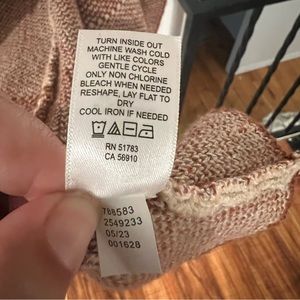 TURN INSIDE OUT
MACHINE WASH COLD
WITH LIKE COLORS
GENTLE CYCLE
ONLY NON CHLORINE
BLEACH WHEN NEEDED
RESHAPE, LAY FLAT TO
DRY
COOL IRON IF NEEDED
RN 51783
CA 56910
788583
2549233
05/23
001628